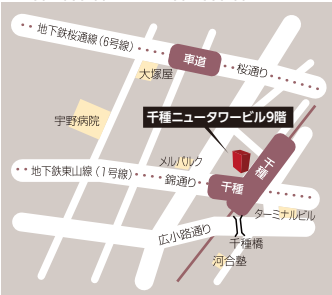 地下鉄桜通線（6号線）
車道
桜通り
大塚屋
宇野病院
千種ニュータワービル9階
千種
メルパルク
地下鉄東山線（1号線）
錦通り
千種
ターミナルビル
広小路通り
千種橋
河合塾